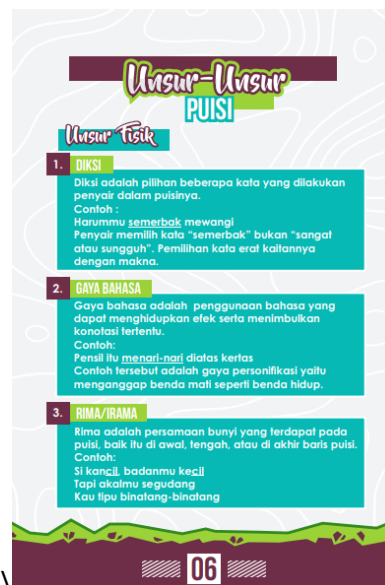 Unsur-Unsur
PUISI
Unsur Fisik
1. DIKSI
Diksi adalah pilihan beberapa kata yang dilakukan
penyair dalam puisinya.
Contoh :
Harummu semerbak mewangi
Penyair memilih kata “semerbak” bukan “sangat
atau sungguh”. Pemilihan kata erat kaitannya
dengan makna.
2. GAYA BAHASA
Gaya bahasa adalah penggunaan bahasa yang
dapat menghidupkan efek serta menimbulkan
konotasi tertentu.
Contoh:
Pensil itu menari-nari diatas kertas
Contoh tersebut adalah gaya personifikasi yaitu
menganggap benda mati seperti benda hidup.
3. RIMA/IRAMA
Rima adalah persamaan bunyi yang terdapat pada
puisi, baik itu di awal, tengah, atau di akhir baris puisi.
Contoh:
Si kancil, badanmu kecil
Tapi akalmu segudang
Kau tipu binatang-binatang
06
\